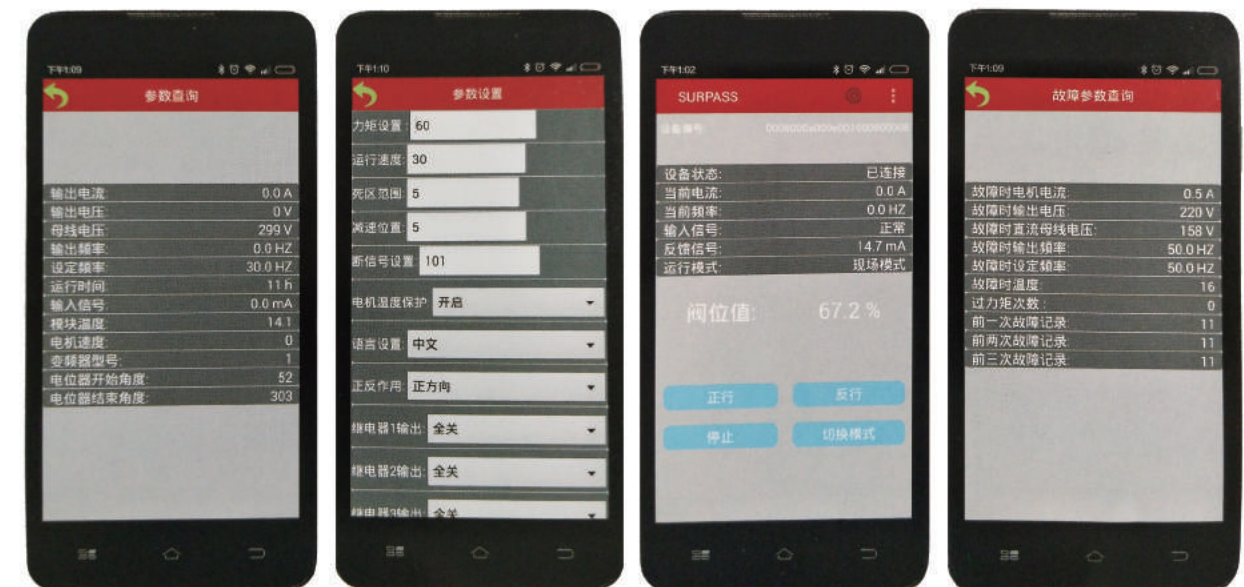 下午1:09
参数查询
输出电流: 0.0 A
输出电压: 0 V
母线电压: 299 V
输出频率: 0.0 HZ
设定频率: 30.0 HZ
运行时间: 11 h
输入信号: 0.0 mA
模块温度: 14.1
电机速度: 0
变频器型号: 1
电位器开始角度: 52
电位器结束角度: 303
下午1:10
参数设置
力矩设置: 60
运行速度: 30
死区范围: 5
减速位置: 5
断信号设置 101
电机温度保护 开启
语言设置: 中文
正反作用: 正方向
继电器1输出: 全关
继电器2输出: 全关
继电器3输出: 全关
下午1:02
SURPASS
设备编号:
设备状态: 已连接
当前电流: 0.0 A
当前频率: 0.0 HZ
输入信号: 正常
反馈信号: 14.7 mA
运行模式: 现场模式
阀位值: 67.2 %
正行 反行
停止 切换模式
下午1:09
故障参数查询
故障时电机电流: 0.5 A
故障时输出电压: 220 V
故障时直流母线电压: 158 V
故障时输出频率: 50.0 HZ
故障时设定频率: 50.0 HZ
故障时温度: 16
过力矩次数: 0
前一次故障记录: 11
前两次故障记录: 11
前三次故障记录: 11